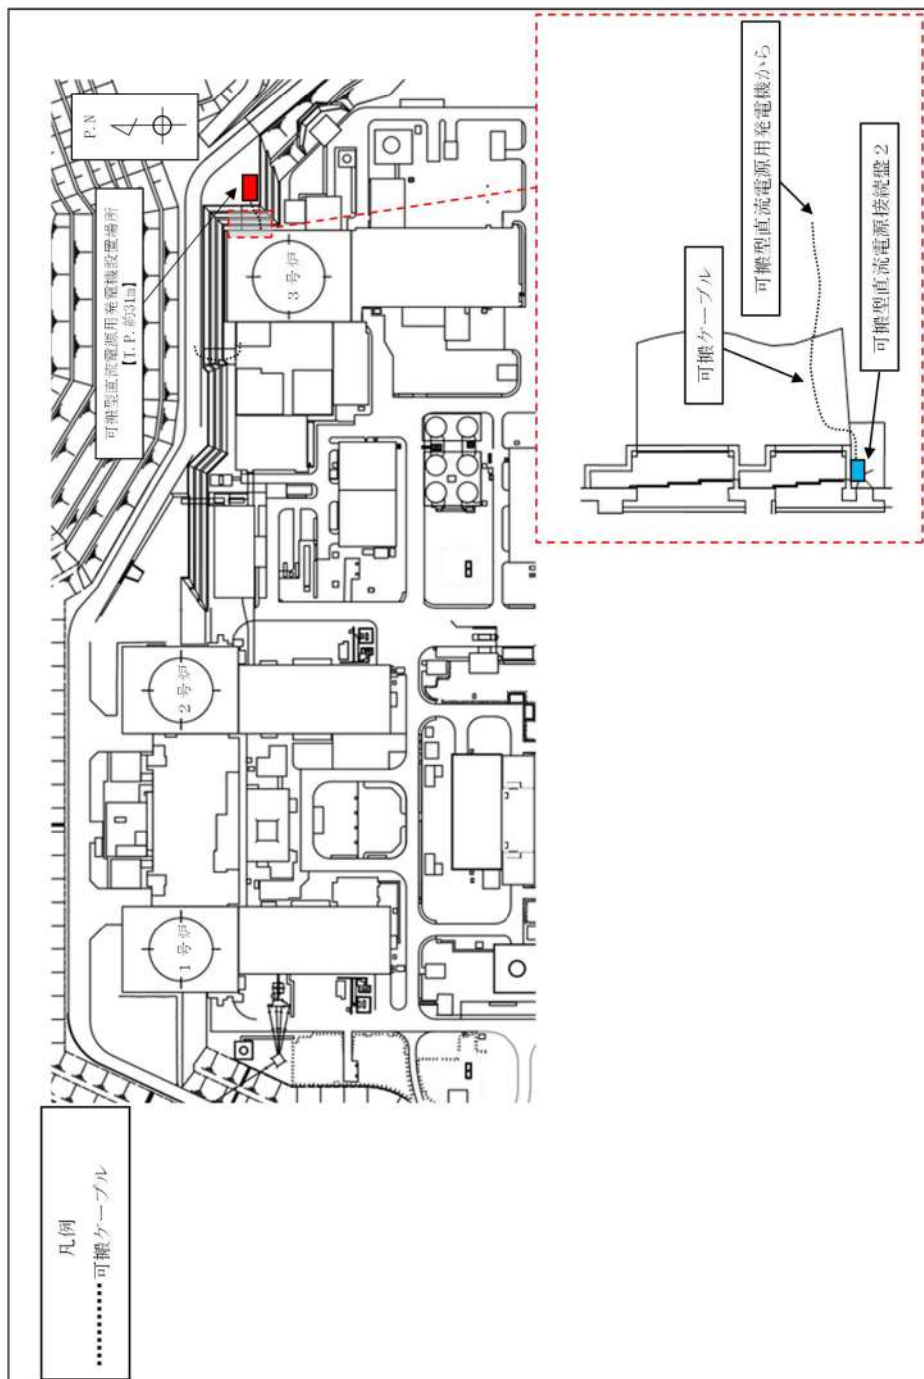 凡例
可搬ケーブル
P.N
可搬型直流電源用発電機設置場所
【T.P.約31m】
1号炉
2号炉
3号炉
可搬ケーブル
可搬型直流電源用発電機から
可搬型直流電源接続盤2